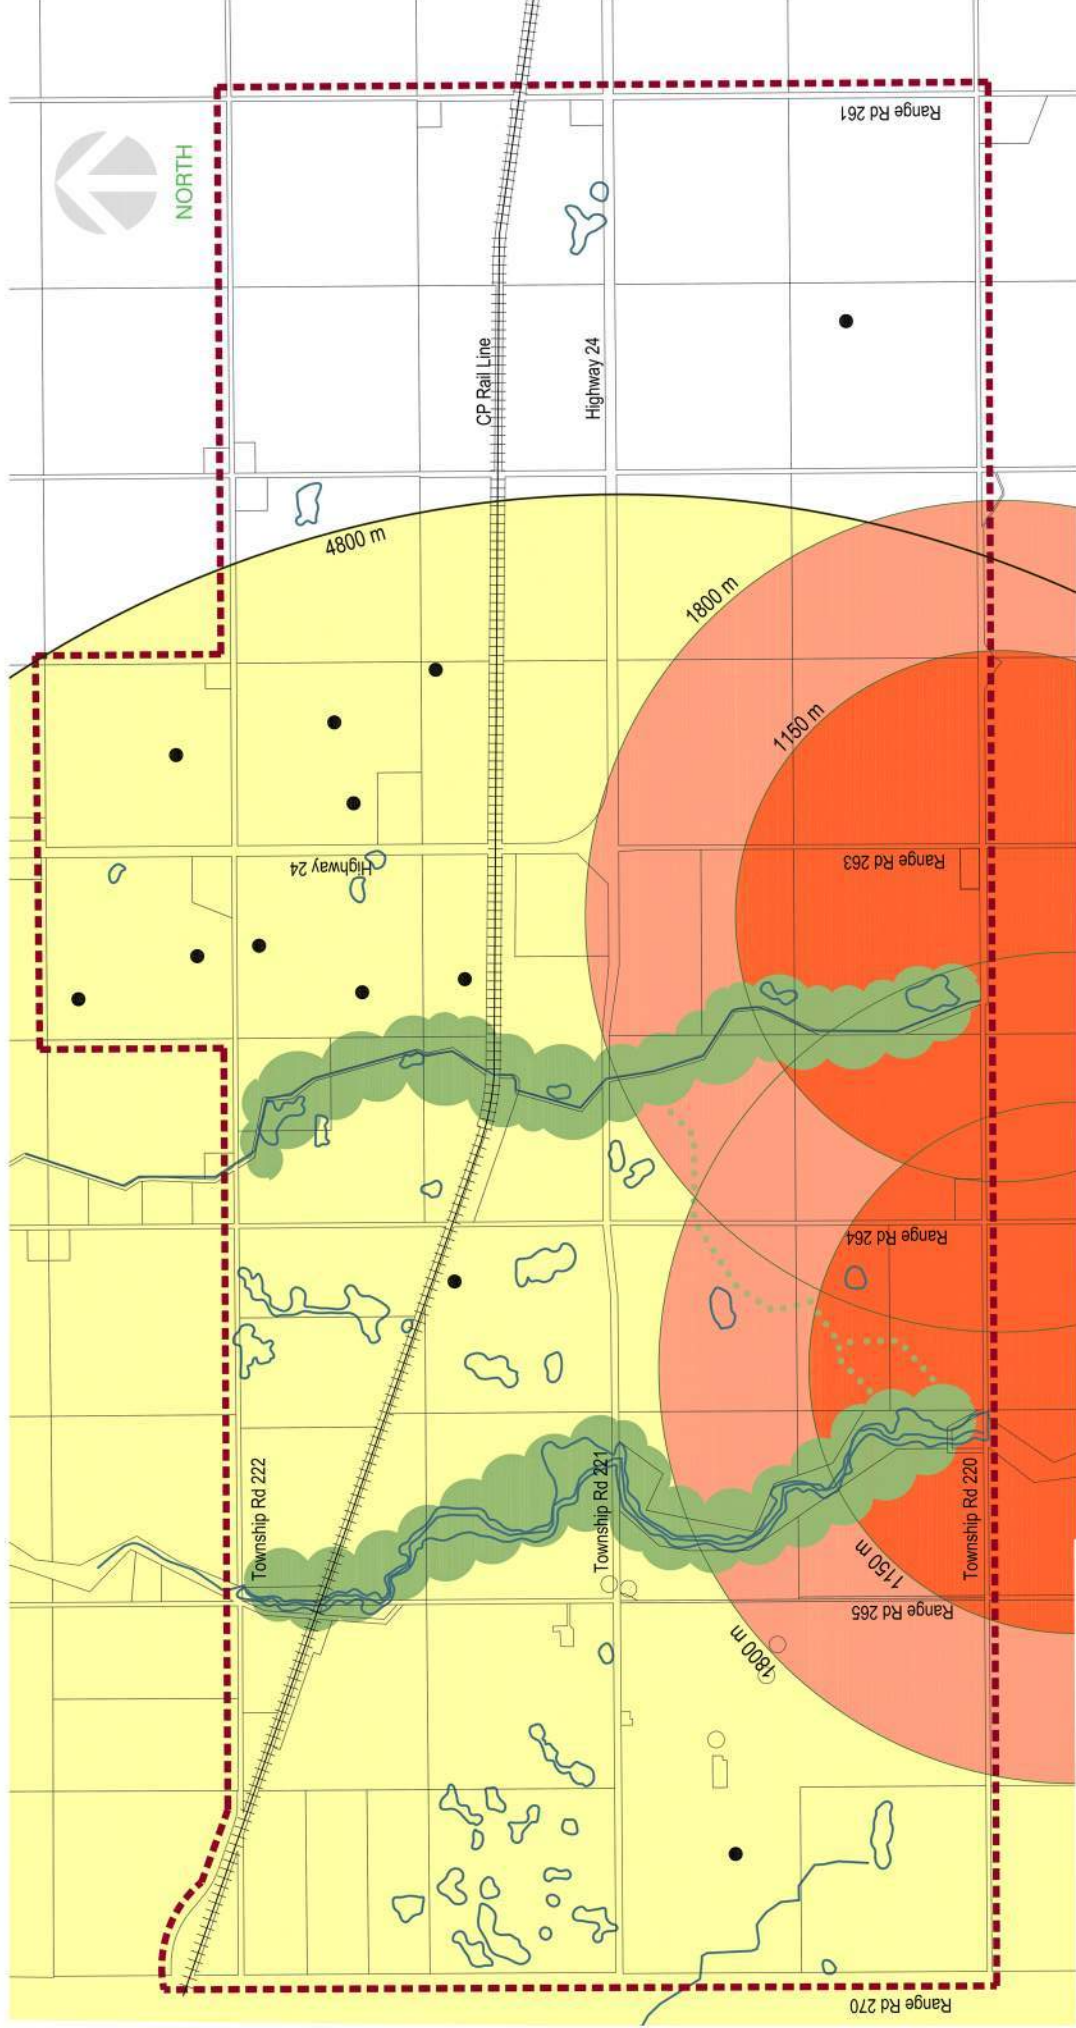 Range Rd 261
NORTH
CP Rail Line
Highway 24
4800 m
1800 m
1150 m
Highway 24
Range Rd 263
Range Rd 264
Township Rd 222
Township Rd 221
Township Rd 220
1150 m
Range Rd 265
1800 m
Range Rd 270